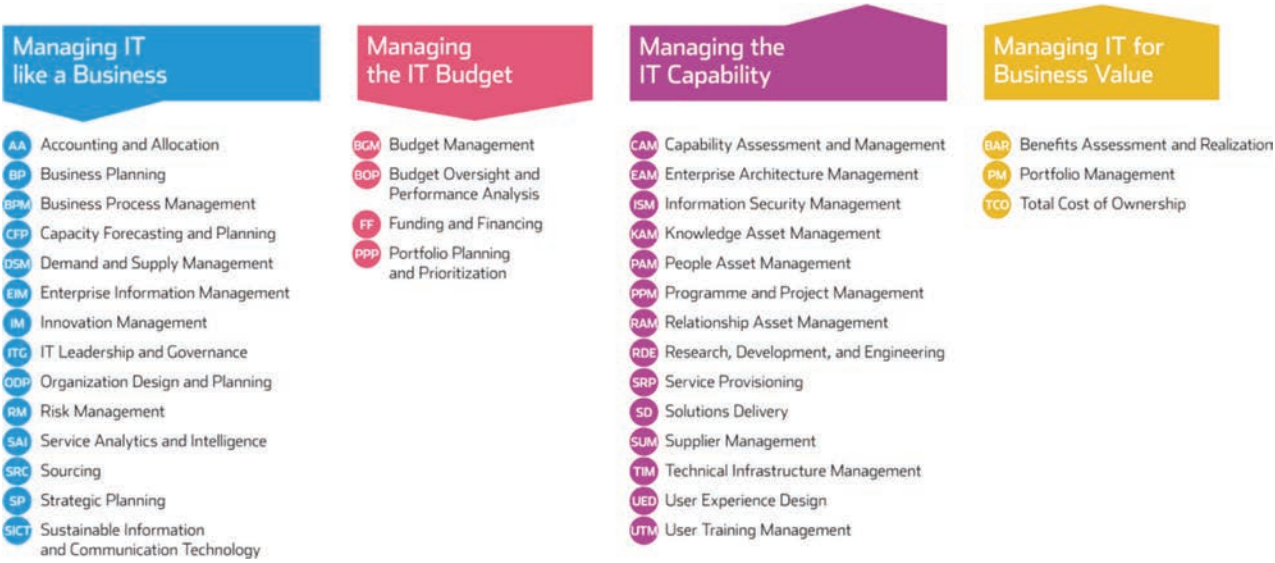 Managing IT
like a Business
AA Accounting and Allocation
BP Business Planning
BPM Business Process Management
CFP Capacity Forecasting and Planning
DSM Demand and Supply Management
EIM Enterprise Information Management
IM Innovation Management
ITG IT Leadership and Governance
ODP Organization Design and Planning
RM Risk Management
SAI Service Analytics and Intelligence
SRC Sourcing
SP Strategic Planning
SICT Sustainable Information
and Communication Technology
Managing
the IT Budget
BGM Budget Management
BOP Budget Oversight and
Performance Analysis
FF Funding and Financing
PPP Portfolio Planning
and Prioritization
Managing the
IT Capability
CAM Capability Assessment and Management
EAM Enterprise Architecture Management
ISM Information Security Management
KAM Knowledge Asset Management
PAM People Asset Management
PPM Programme and Project Management
RAM Relationship Asset Management
RDE Research, Development, and Engineering
SRP Service Provisioning
SD Solutions Delivery
SUM Supplier Management
TIM Technical Infrastructure Management
UED User Experience Design
UTM User Training Management
Managing IT for
Business Value
BAR Benefits Assessment and Realization
PM Portfolio Management
TCO Total Cost of Ownership